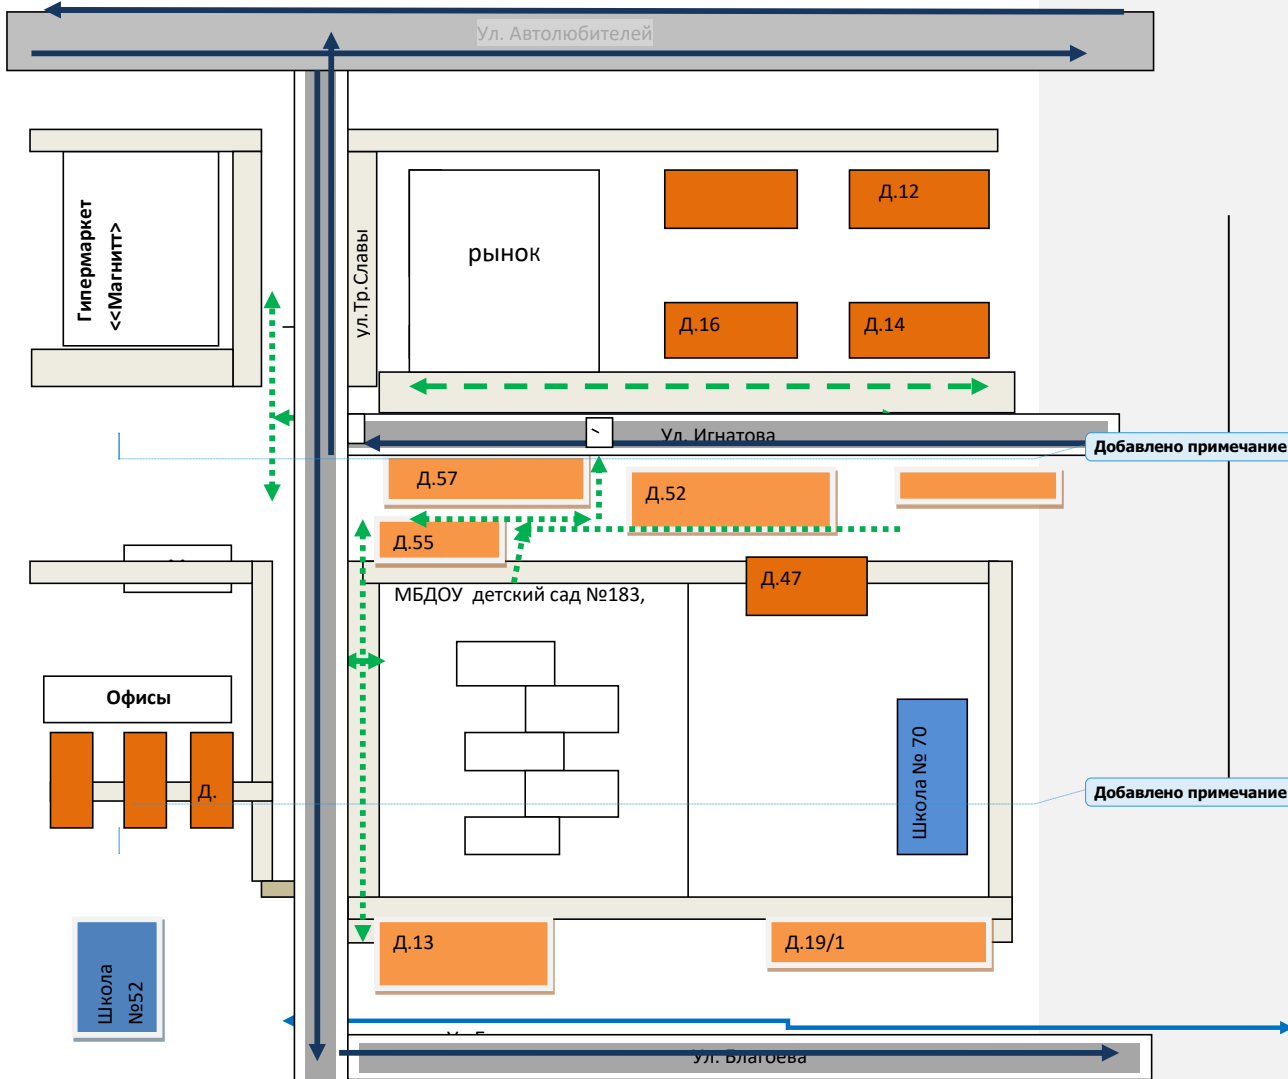 Ул. Автолюбителей
Гипермаркет
<<Магнитт>
ул.Тр.Славы
рынок
Д.12
Д.16
Д.14
Ул. Игнатова
Добавлено примечание
Д.57
Д.52
Д.55
Д.47
МБДОУ детский сад №183,
Офисы
Д.
Школа № 70
Добавлено примечание
Д.13
Д.19/1
Школа
№52
Ул. Благоева